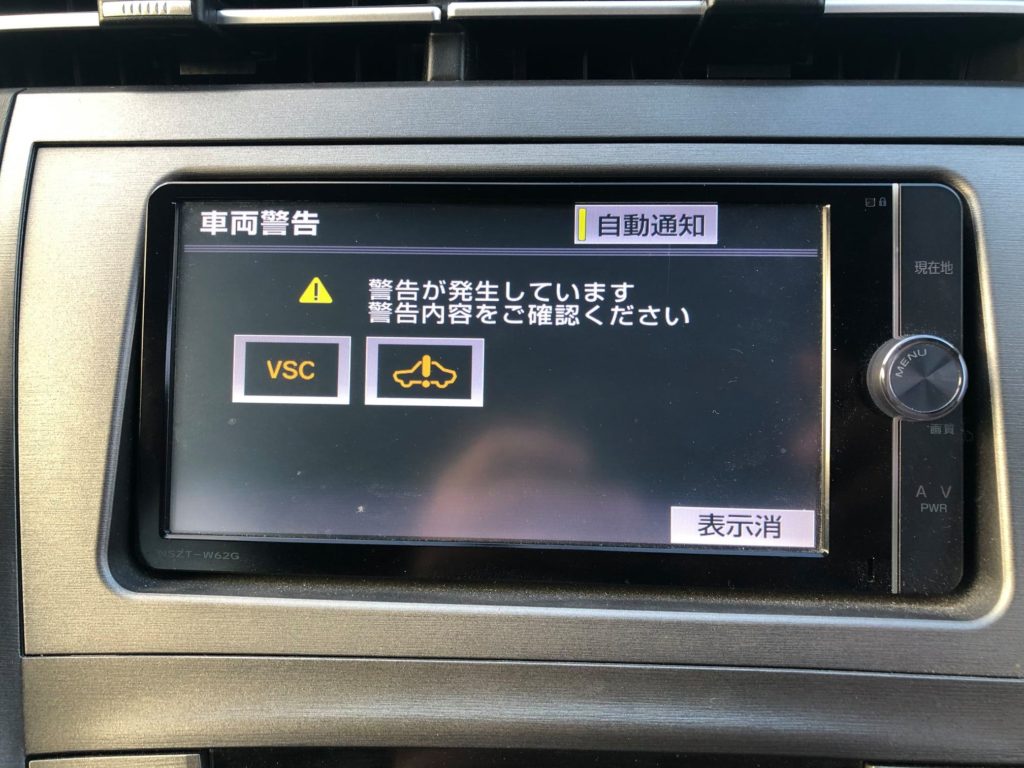 車両警告
自動通知
警告が発生しています
警告内容をご確認ください
VSC
表示消
現在地
MENU
画質
A V
PWR
NSZT-W62G